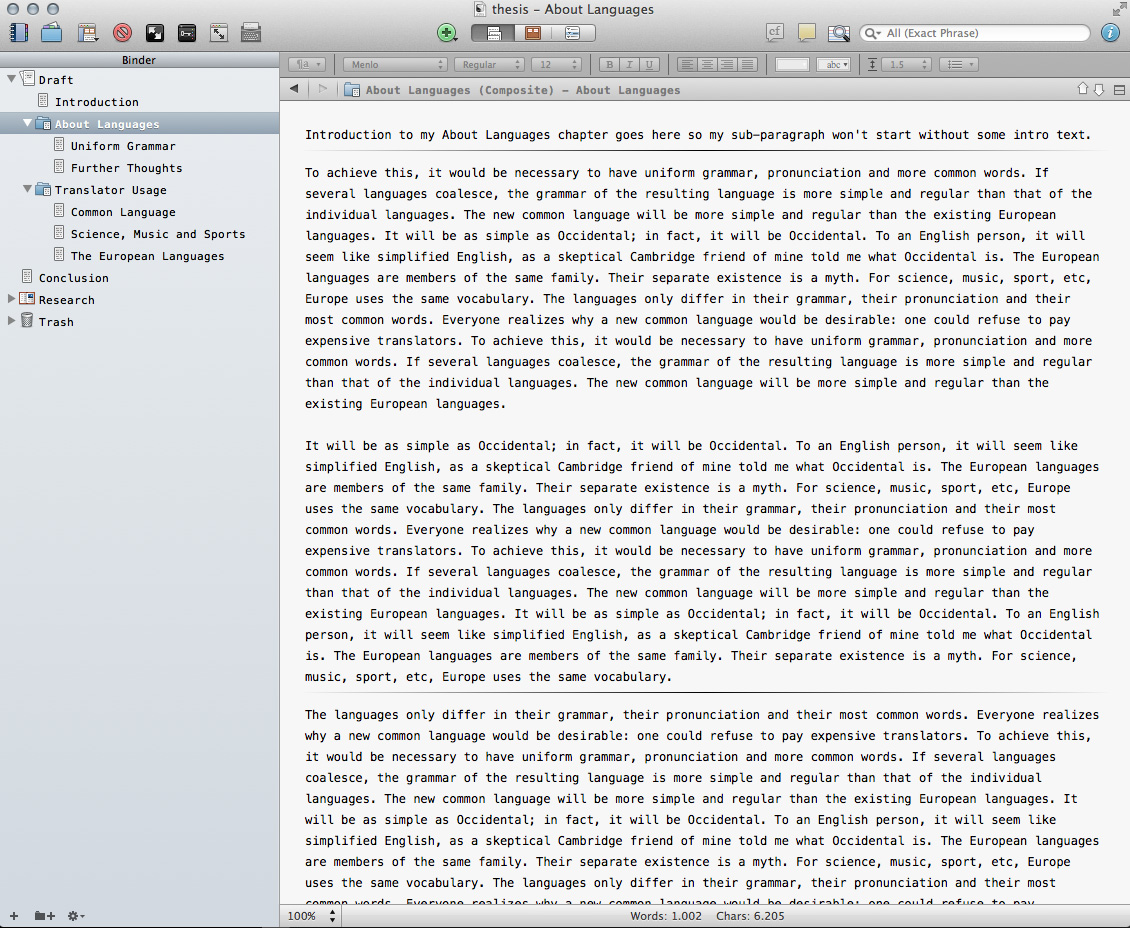 thesis – About Languages
cf
All (Exact Phrase)
Binder
¶a
Menlo
Regular
12
B I U
abc
1.5
Draft
Introduction
About Languages
Uniform Grammar
Further Thoughts
Translator Usage
Common Language
Science, Music and Sports
The European Languages
Conclusion
Research
Trash
About Languages (Composite) – About Languages
Introduction to my About Languages chapter goes here so my sub-paragraph won't start without some intro text.
To achieve this, it would be necessary to have uniform grammar, pronunciation and more common words. If
several languages coalesce, the grammar of the resulting language is more simple and regular than that of the
individual languages. The new common language will be more simple and regular than the existing European
languages. It will be as simple as Occidental; in fact, it will be Occidental. To an English person, it will
seem like simplified English, as a skeptical Cambridge friend of mine told me what Occidental is. The European
languages are members of the same family. Their separate existence is a myth. For science, music, sport, etc,
Europe uses the same vocabulary. The languages only differ in their grammar, their pronunciation and their
most common words. Everyone realizes why a new common language would be desirable: one could refuse to pay
expensive translators. To achieve this, it would be necessary to have uniform grammar, pronunciation and more
common words. If several languages coalesce, the grammar of the resulting language is more simple and regular
than that of the individual languages. The new common language will be more simple and regular than the
existing European languages.
It will be as simple as Occidental; in fact, it will be Occidental. To an English person, it will seem like
simplified English, as a skeptical Cambridge friend of mine told me what Occidental is. The European languages
are members of the same family. Their separate existence is a myth. For science, music, sport, etc, Europe
uses the same vocabulary. The languages only differ in their grammar, their pronunciation and their most
common words. Everyone realizes why a new common language would be desirable: one could refuse to pay
expensive translators. To achieve this, it would be necessary to have uniform grammar, pronunciation and more
common words. If several languages coalesce, the grammar of the resulting language is more simple and regular
than that of the individual languages. The new common language will be more simple and regular than the
existing European languages. It will be as simple as Occidental; in fact, it will be Occidental. To an English
person, it will seem like simplified English, as a skeptical Cambridge friend of mine told me what Occidental
is. The European languages are members of the same family. Their separate existence is a myth. For science,
music, sport, etc, Europe uses the same vocabulary.
The languages only differ in their grammar, their pronunciation and their most common words. Everyone realizes
why a new common language would be desirable: one could refuse to pay expensive translators. To achieve this,
it would be necessary to have uniform grammar, pronunciation and more common words. If several languages
coalesce, the grammar of the resulting language is more simple and regular than that of the individual
languages. The new common language will be more simple and regular than the existing European languages. It
will be as simple as Occidental; in fact, it will be Occidental. To an English person, it will seem like
simplified English, as a skeptical Cambridge friend of mine told me what Occidental is. The European languages
are members of the same family. Their separate existence is a myth. For science, music, sport, etc, Europe
uses the same vocabulary. The languages only differ in their grammar, their pronunciation and their most
common words. Everyone realizes why a new common language would be desirable: one could refuse to pay
100%
Words: 1.002 Chars: 6.205